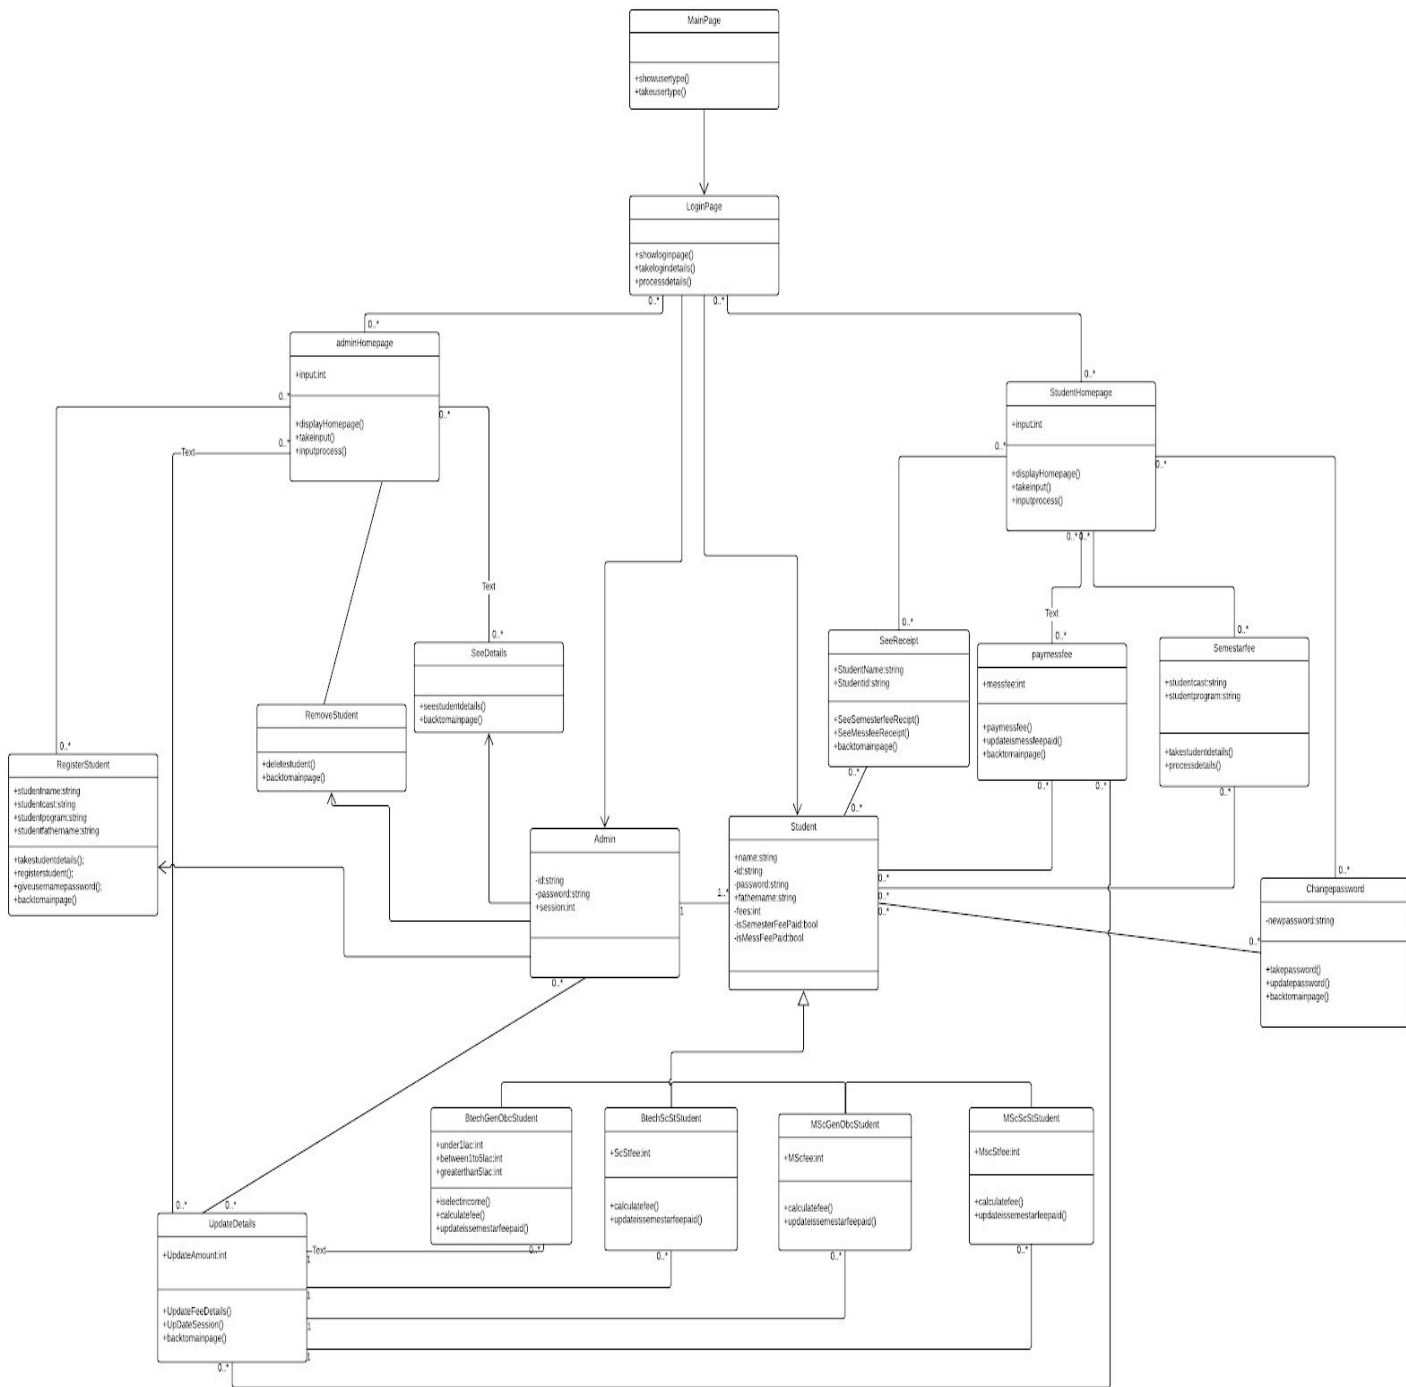 MainPage
+showusertype()
+takeusertype()
LoginPage
+showloginpage()
+takelogindetails()
+processdetails()
0..*
0..*
0..*
0..*
adminHomepage
+input:int
+displayHomepage()
+takeinput()
+inputprocess()
0..*
0..*
0..*
Text
StudentHomepage
+input:int
+displayHomepage()
+takeinput()
+inputprocess()
0..*
0..*
0..*
0..*
Text
Text
0..*
SeeDetails
+seestudentdetails()
+backtomainpage()
0..*
SeeReceipt
+StudentName:string
+Studentid:string
+SeeSemesterfeeRecipt()
+SeeMessfeeReceipt()
+backtomainpage()
0..*
0..*
0..*
paymessfee
+messfee:int
+paymessfee()
+updateismessfeepaid()
+backtomainpage()
0..*
0..*
0..*
Semestarfee
+studentcast:string
+studentprogram:string
+takestudentdetails()
+processdetails()
0..*
RemoveStudent
+deletestudent()
+backtomainpage()
0..*
RegisterStudent
+studentname:string
+studentcast:string
+studentpogram:string
+studentfathername:string
+takestudentdetails();
+registerstudent();
+giveusernamepassword();
+backtomainpage()
Admin
-id:string
-password:string
+session:int
0..*
1
1..*
Student
+name:string
-id:string
-password:string
+fathername:string
-fees:int
-isSemesterFeePaid:bool
-isMessFeePaid:bool
0..*
0..*
0..*
0..*
0..*
Changepassword
-newpassword:string
+takepassword()
+updatepassword()
+backtomainpage()
BtechGenObcStudent
+under1lac:int
+between1to5lac:int
+greaterthan5lac:int
+iselectincome()
+calculatefee()
+updateissemestarfeepaid()
0..*
BtechScStStudent
+ScStfee:int
+calculatefee()
+updateissemestarfeepaid()
0..*
MScGenObcStudent
+MScfee:int
+calculatefee()
+updateissemestarfeepaid()
0..*
MScScStStudent
+MscStfee:int
+calculatefee()
+updateissemestarfeepaid()
0..*
0..*
0..*
UpdateDetails
+UpdateAmount:int
+UpdateFeeDetails()
+UpDateSession()
+backtomainpage()
Text
1
1
1
1
0..*